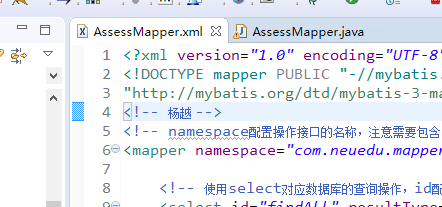 AssessMapper.xml
AssessMapper.java
1 <?xml version="1.0" encoding="UTF-8"
2 <!DOCTYPE mapper PUBLIC "-//mybatis.
3 "http://mybatis.org/dtd/mybatis-3-ma
4 <!-- 杨越 -->
5 <!-- namespace配置操作接口的名称，注意需要包含
6 <mapper namespace="com.neuedu.mapper
7
8 <!-- 使用select对应数据库的查询操作，id配
9 <select id="findAll" resultType=